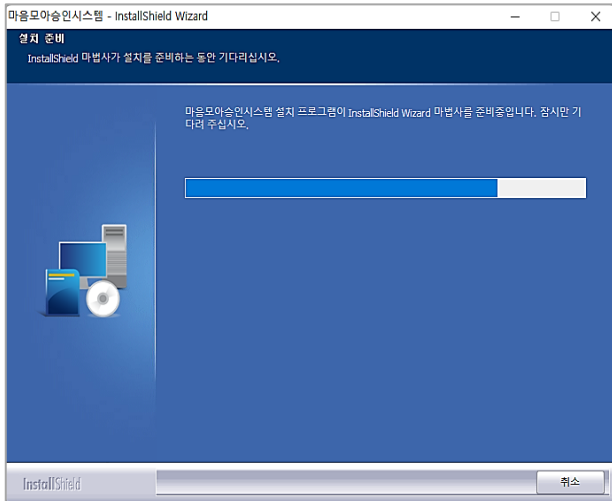 마음모아승인시스템 - InstallShield Wizard
설치 준비
InstallShield 마법사가 설치를 준비하는 동안 기다리십시오.
마음모아승인시스템 설치 프로그램이 InstallShield Wizard 마법사를 준비중입니다. 잠시만 기
다려 주십시오.
InstallShield
취소